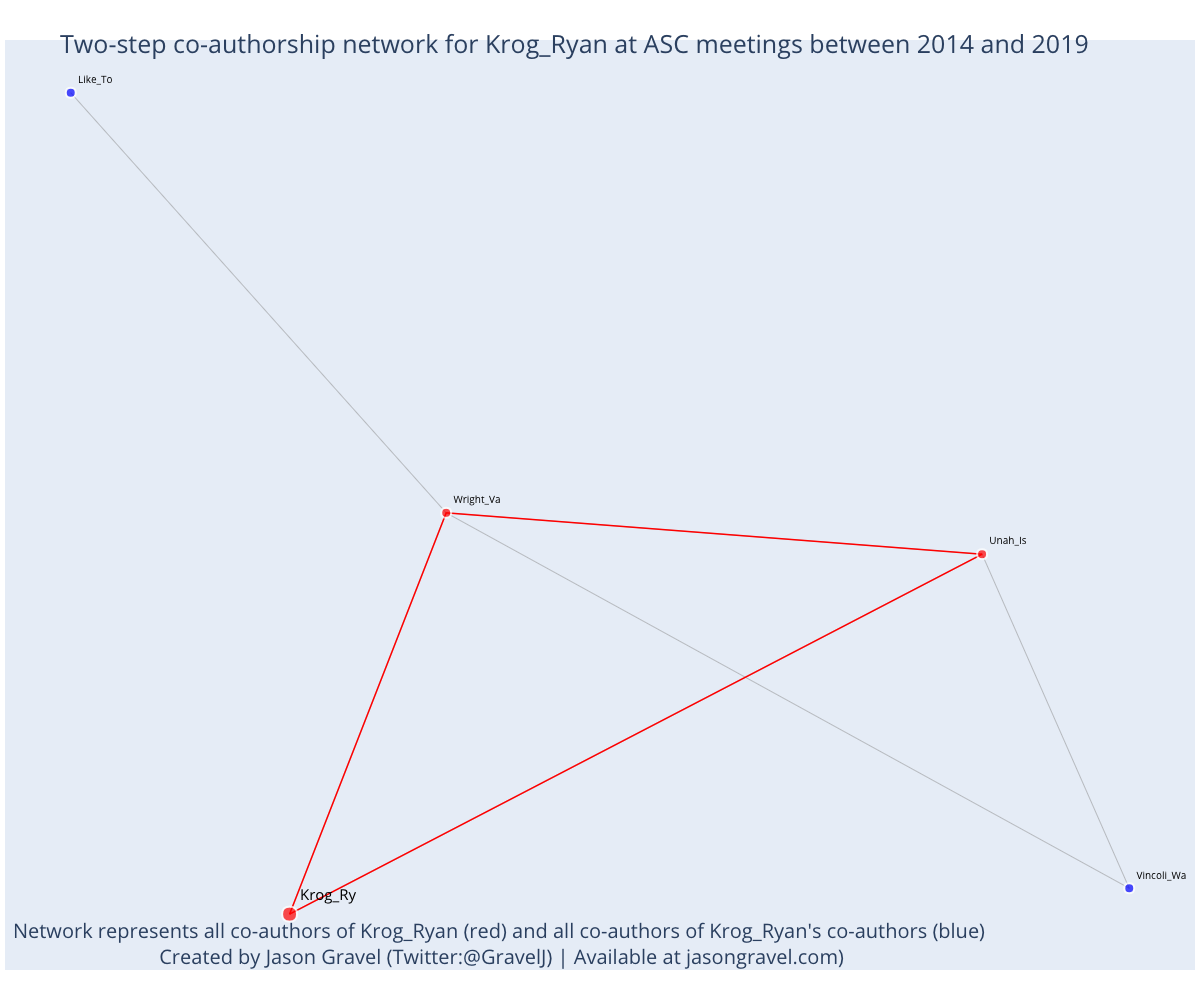 Two-step co-authorship network for Krog_Ryan at ASC meetings between 2014 and 2019
Like_To
Wright_Va
Unah_Is
Vincoli_Wa
Krog_Ry
Network represents all co-authors of Krog_Ryan (red) and all co-authors of Krog_Ryan's co-authors (blue)
Created by Jason Gravel (Twitter:@GravelJ) | Available at jasongravel.com)